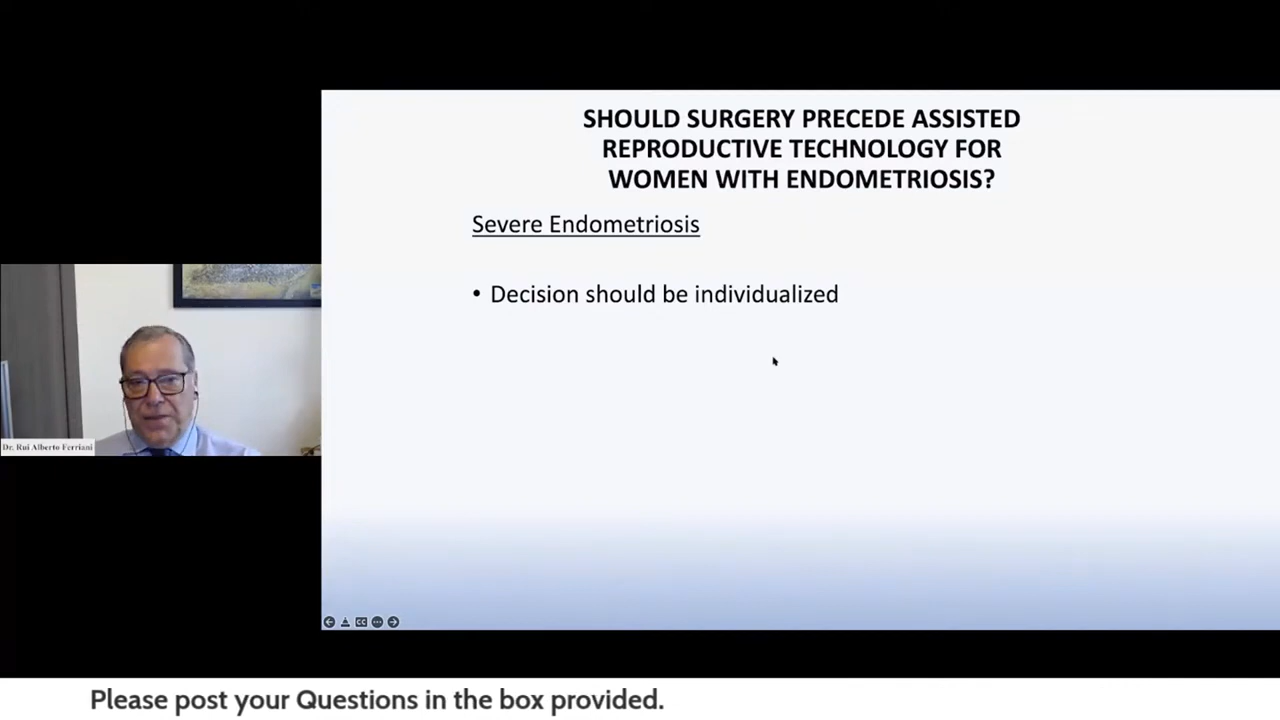 SHOULD SURGERY PRECEDE ASSISTED
REPRODUCTIVE TECHNOLOGY FOR
WOMEN WITH ENDOMETRIOSIS?
Severe Endometriosis
• Decision should be individualized
Dr. Rui Alberto Ferriani
CC
Please post your Questions in the box provided.